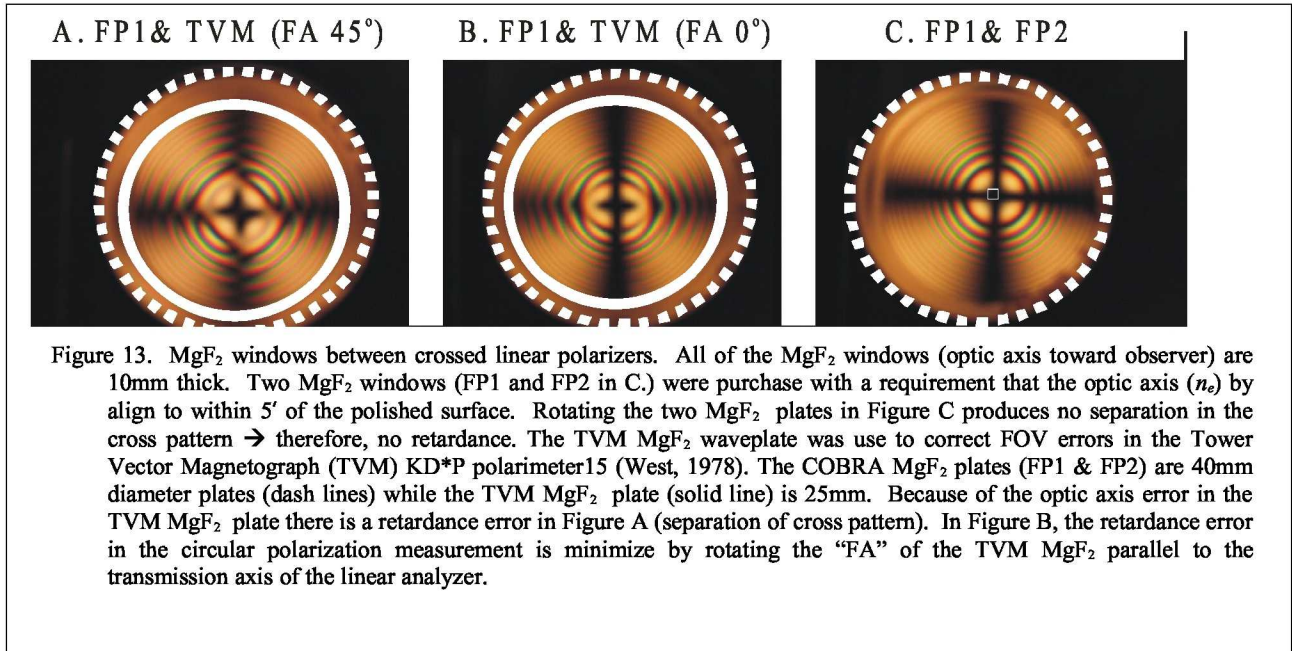 A. FP1& TVM (FA 45°) B. FP1& TVM (FA 0°) C. FP1& FP2
Figure 13. MgF₂ windows between crossed linear polarizers. All of the MgF₂ windows (optic axis toward observer) are
10mm thick. Two MgF₂ windows (FP1 and FP2 in C.) were purchase with a requirement that the optic axis (nₑ) by
align to within 5′ of the polished surface. Rotating the two MgF₂ plates in Figure C produces no separation in the
cross pattern → therefore, no retardance. The TVM MgF₂ waveplate was use to correct FOV errors in the Tower
Vector Magnetograph (TVM) KD*P polarimeter15 (West, 1978). The COBRA MgF₂ plates (FP1 & FP2) are 40mm
diameter plates (dash lines) while the TVM MgF₂ plate (solid line) is 25mm. Because of the optic axis error in the
TVM MgF₂ plate there is a retardance error in Figure A (separation of cross pattern). In Figure B, the retardance error
in the circular polarization measurement is minimize by rotating the “FA” of the TVM MgF₂ parallel to the
transmission axis of the linear analyzer.